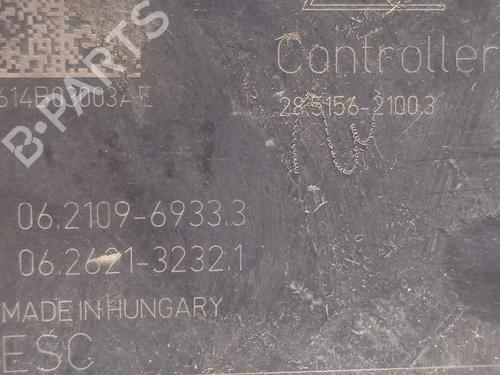 B-PARTS
Controller
614B03003AE
28.5156-2100.3
06.2109-6933.3
06.2621-3232.1
MADE IN HUNGARY
ESC